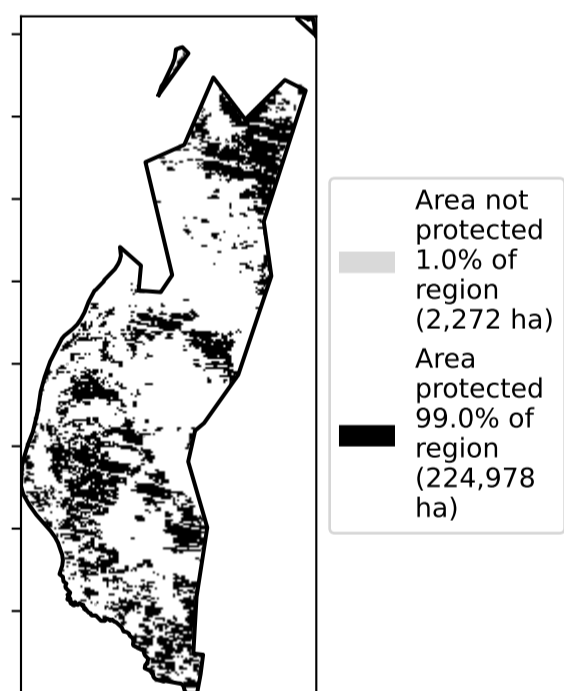 Area not
protected
1.0% of
region
(2,272 ha)
Area
protected
99.0% of
region
(224,978
ha)